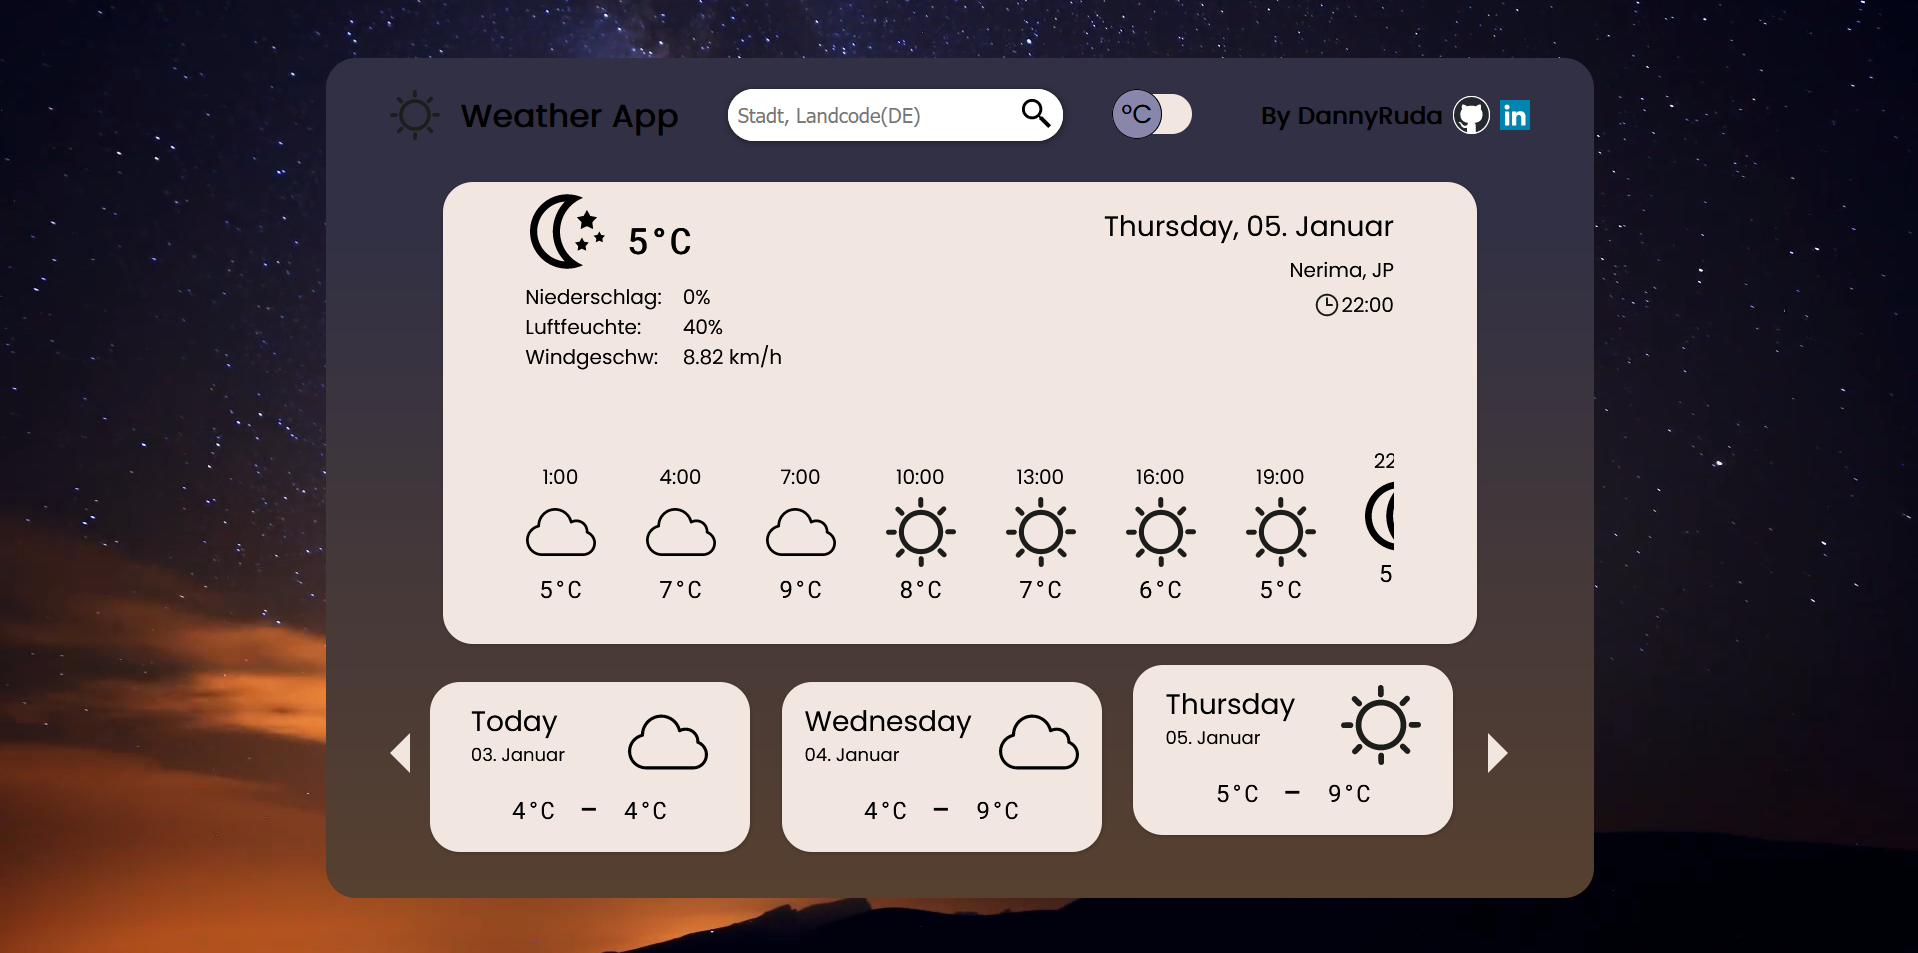 Weather App
Stadt, Landcode(DE)
°C
By DannyRuda
in
5°C
Thursday, 05. Januar
Nerima, JP
22:00
Niederschlag: 0%
Luftfeuchte: 40%
Windgeschw: 8.82 km/h
1:00 4:00 7:00 10:00 13:00 16:00 19:00 22
5°C 7°C 9°C 8°C 7°C 6°C 5°C 5
Today
03. Januar
4°C – 4°C
Wednesday
04. Januar
4°C – 9°C
Thursday
05. Januar
5°C – 9°C